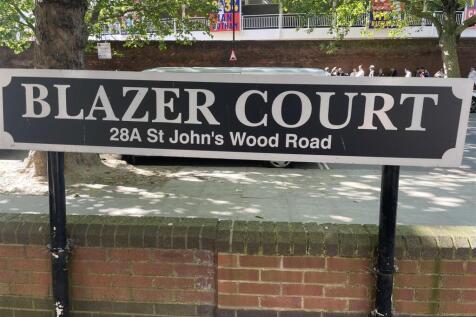 BLAZER COURT
28A St John's Wood Road